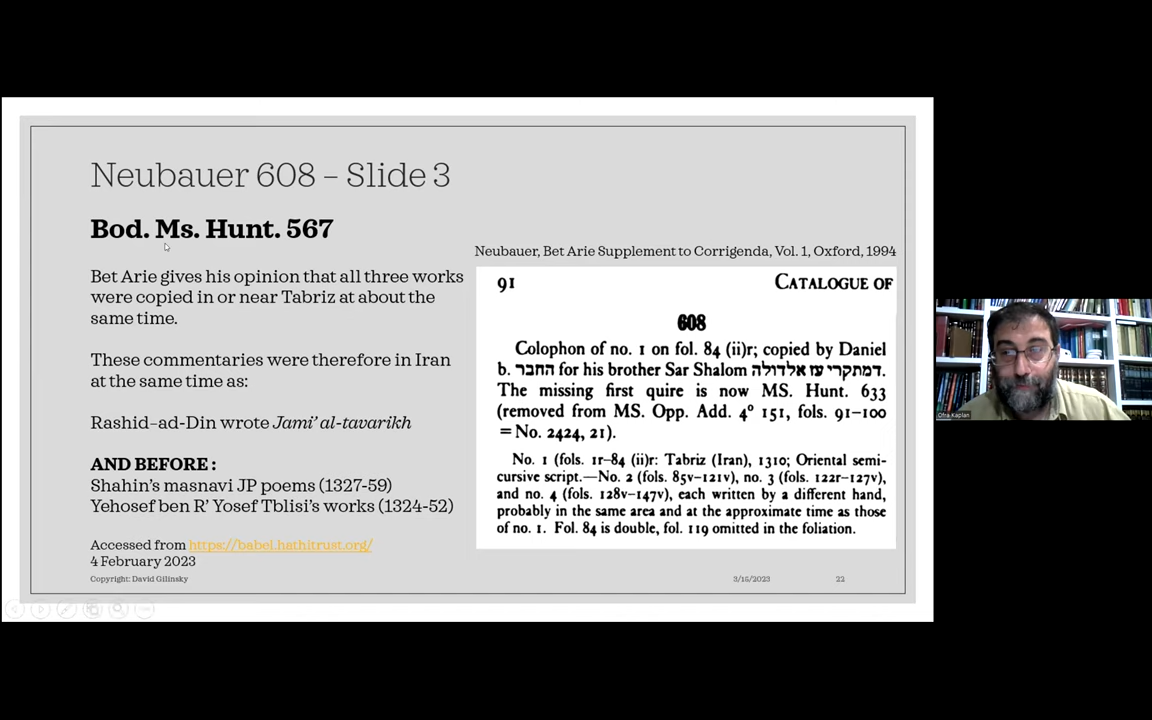 Neubauer 608 – Slide 3
Bod. Ms. Hunt. 567
Bet Arie gives his opinion that all three works
were copied in or near Tabriz at about the
same time.
These commentaries were therefore in Iran
at the same time as:
Rashid-ad-Din wrote Jami’ al-tavarikh
AND BEFORE :
Shahin’s masnavi JP poems (1327-59)
Yehosef ben R’ Yosef Tblisi’s works (1324-52)
Accessed from https://babel.hathitrust.org/
4 February 2023
Copyright: David Gilinsky
Neubauer, Bet Arie Supplement to Corrigenda, Vol. 1, Oxford, 1994
91 CATALOGUE OF
608
Colophon of no. 1 on fol. 84 (ii)r; copied by Daniel
b. החבר for his brother Sar Shalom דמתקרי עז אלדולה.
The missing first quire is now MS. Hunt. 633
(removed from MS. Opp. Add. 4º 151, fols. 91–100
= No. 2424, 21).
No. 1 (fols. 1r–84 (ii)r: Tabriz (Iran), 1310; Oriental semi-
cursive script.—No. 2 (fols. 85v–121v), no. 3 (fols. 122r–127v),
and no. 4 (fols. 128v–147v), each written by a different hand,
probably in the same area and at the approximate time as those
of no. 1. Fol. 84 is double, fol. 119 omitted in the foliation.
3/15/2023 22
Ofra Kaplan